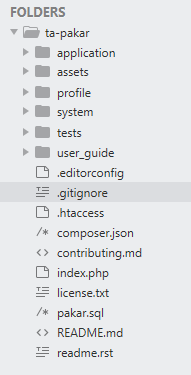 FOLDERS
ta-pakar
application
assets
profile
system
tests
user_guide
.editorconfig
.gitignore
.htaccess
/* composer.json
contributing.md
index.php
license.txt
/* pakar.sql
README.md
readme.rst